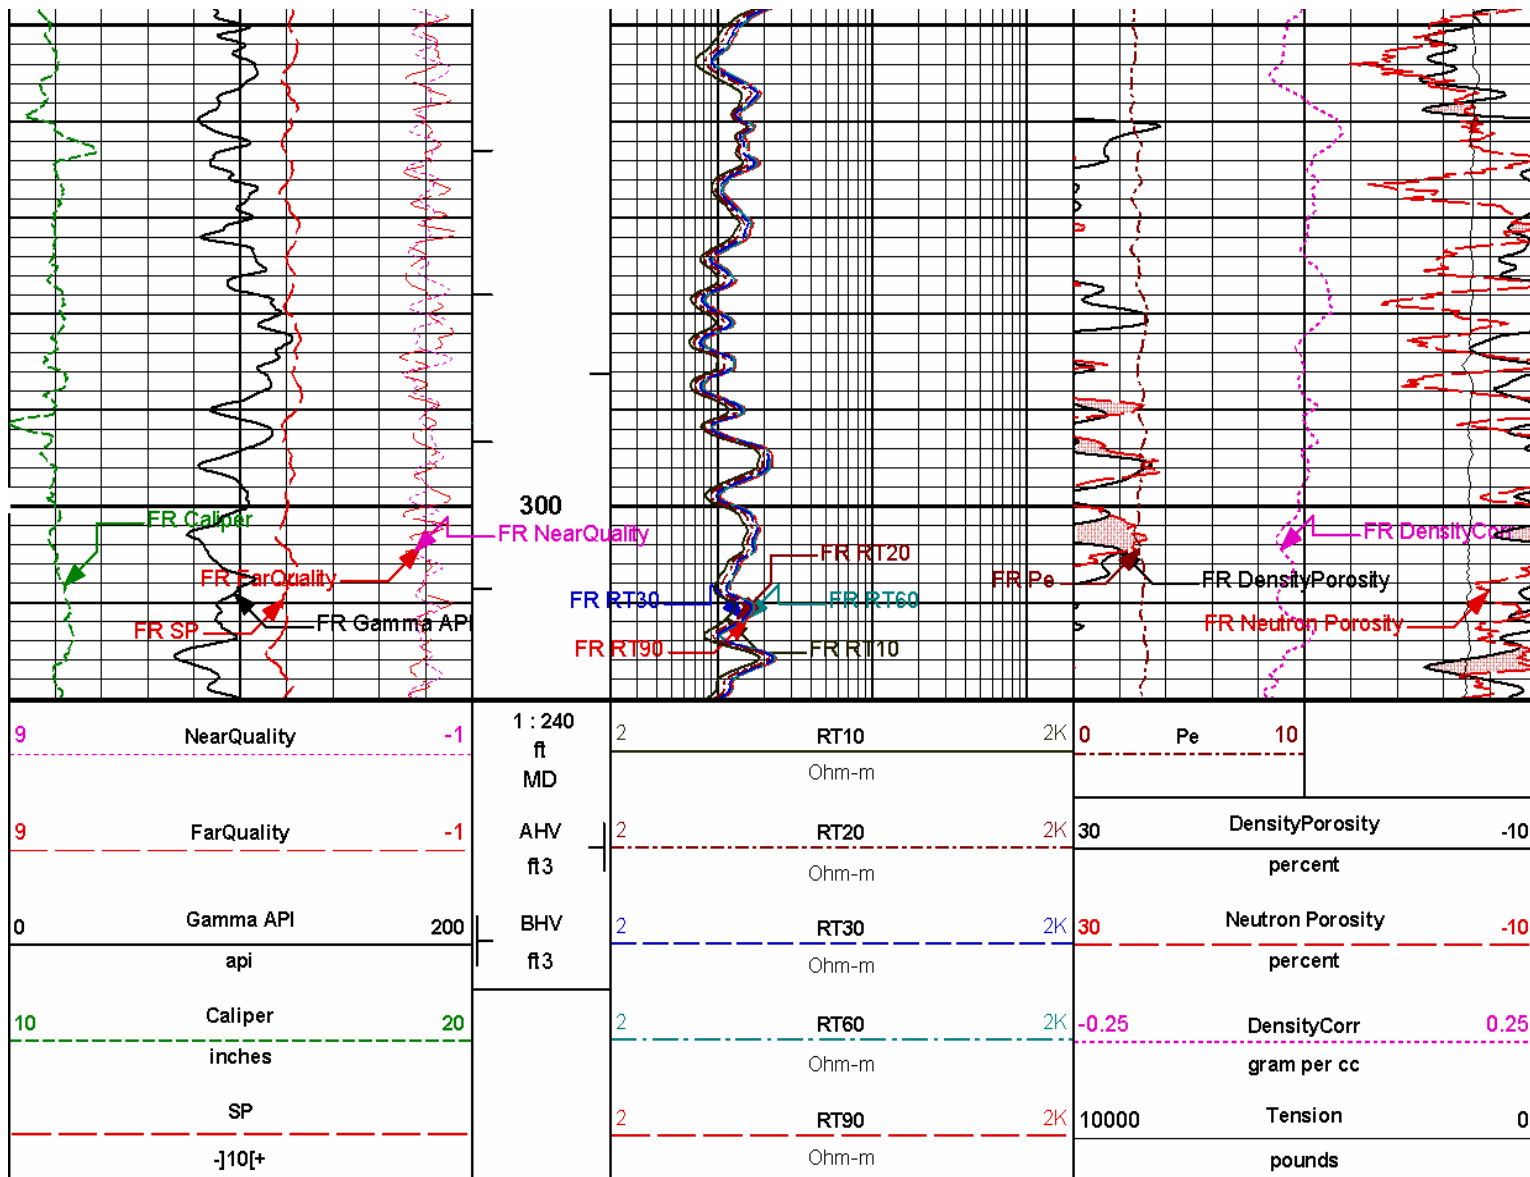 300
FR Caliper
FR NearQuality
FR DensityCorr
FR RT20
FR FarQuality
FR Pe
FR DensityPorosity
FR RT30
FR RT60
FR SP
FR Gamma API
FR Neutron Porosity
FR RT90
FR RT10
9 NearQuality -1
9 FarQuality -1
0 Gamma API 200
api
10 Caliper 20
inches
SP
-]10[+
1 : 240
ft
MD
AHV
ft3
BHV
ft3
2 RT10 2K
Ohm-m
2 RT20 2K
Ohm-m
2 RT30 2K
Ohm-m
2 RT60 2K
Ohm-m
2 RT90 2K
Ohm-m
0 Pe 10
30 DensityPorosity -10
percent
30 Neutron Porosity -10
percent
-0.25 DensityCorr 0.25
gram per cc
10000 Tension 0
pounds